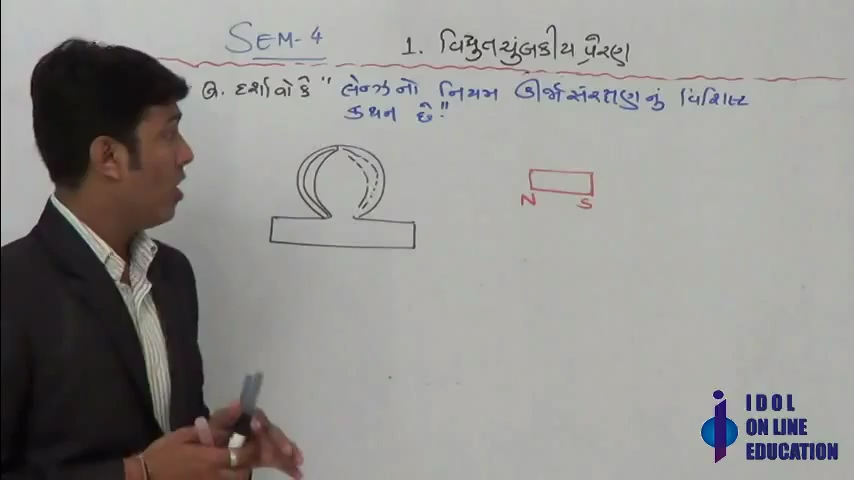 SEM-4
1. વિદ્યુતચુંબકીય પ્રેરણ
Q. દર્શાવો કે "લેન્ઝનો નિયમ ઊર્જાસંરક્ષણનું વિશિષ્ટ
કથન છે."
N S
IDOL
ON LINE
EDUCATION